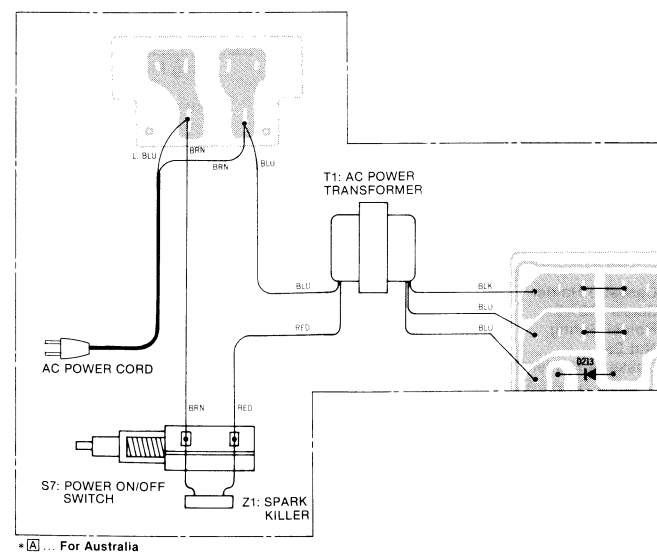 L. BLU
BRN
BRN
BLU
T1: AC POWER
TRANSFORMER
BLU
BLK
BLU
RED
BLU
D213
AC POWER CORD
BRN
RED
S7: POWER ON/OFF
SWITCH
Z1: SPARK
KILLER
* A ... For Australia